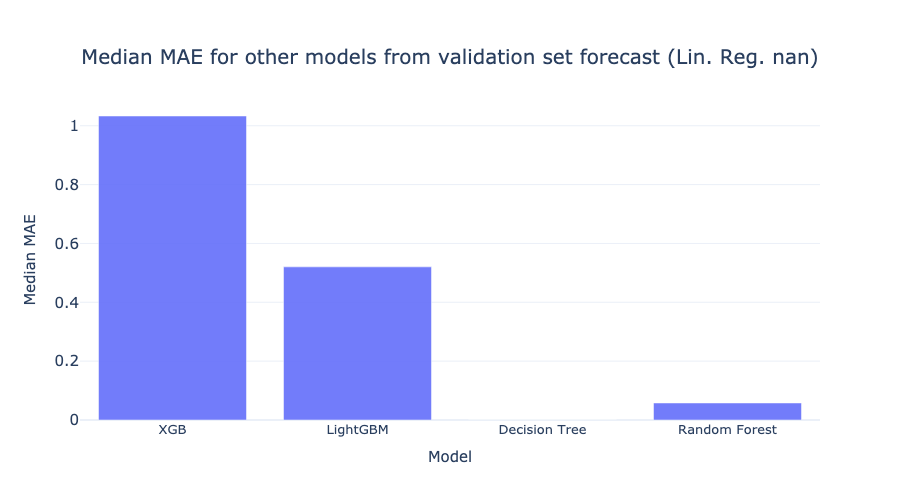 Median MAE for other models from validation set forecast (Lin. Reg. nan)
1
0.8
0.6
0.4
0.2
0
Median MAE
XGB
LightGBM
Decision Tree
Random Forest
Model